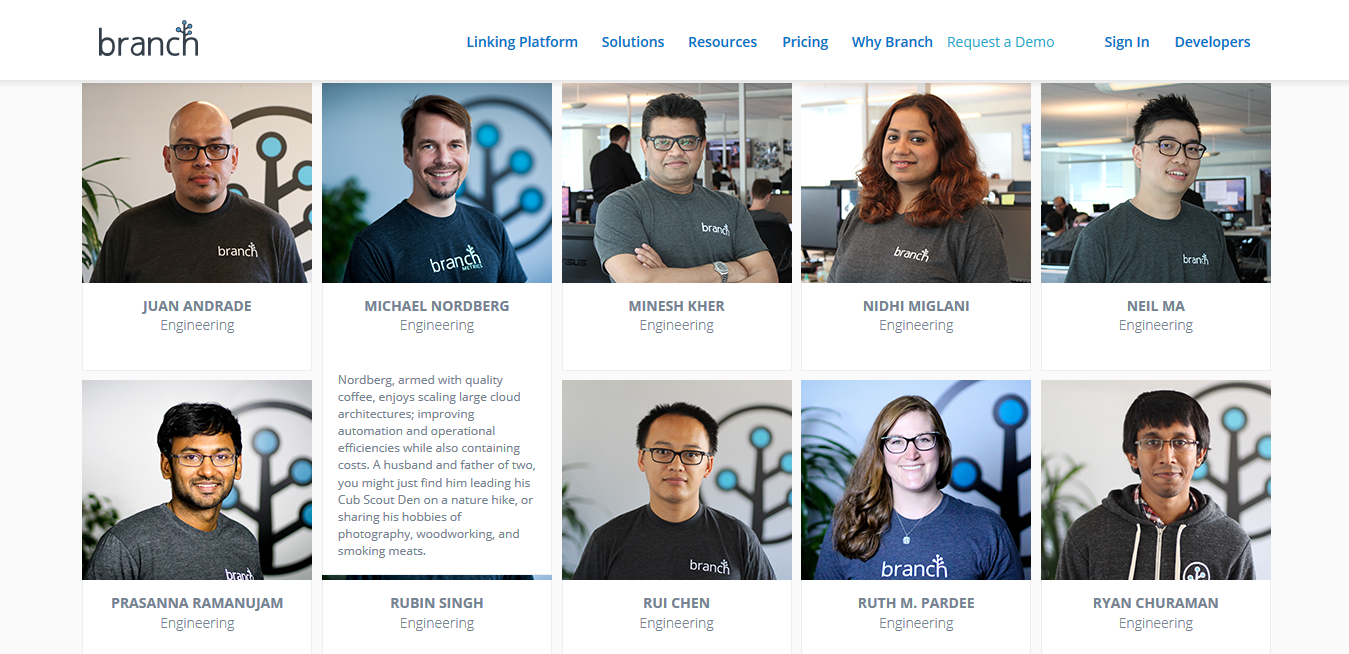 branch
Linking Platform Solutions Resources Pricing Why Branch Request a Demo Sign In Developers
branch
branch
METRICS
branch
branch
branch
JUAN ANDRADE
Engineering
MICHAEL NORDBERG
Engineering
MINESH KHER
Engineering
NIDHI MIGLANI
Engineering
NEIL MA
Engineering
Nordberg, armed with quality
coffee, enjoys scaling large cloud
architectures; improving
automation and operational
efficiencies while also containing
costs. A husband and father of two,
you might just find him leading his
Cub Scout Den on a nature hike, or
sharing his hobbies of
photography, woodworking, and
smoking meats.
branch
branch
branch
PRASANNA RAMANUJAM
Engineering
RUBIN SINGH
Engineering
RUI CHEN
Engineering
RUTH M. PARDEE
Engineering
RYAN CHURAMAN
Engineering